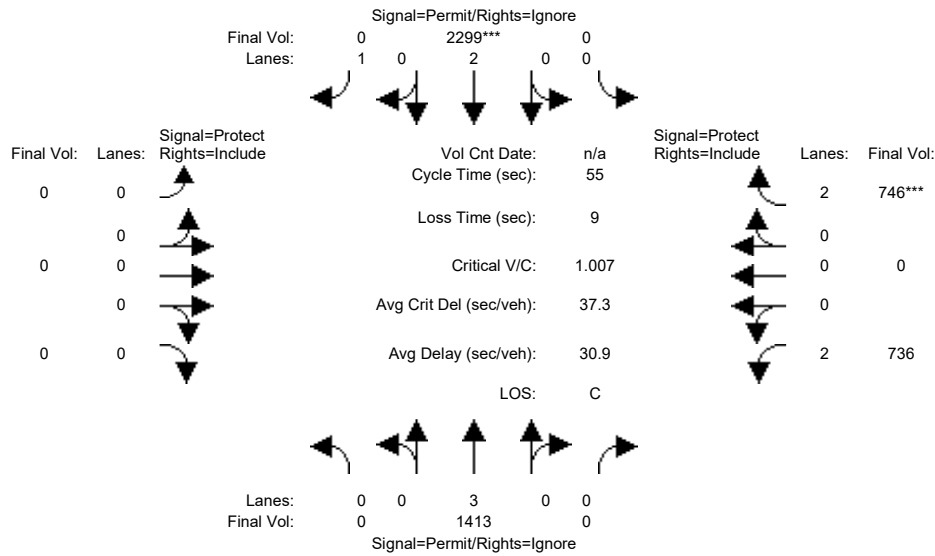 Signal=Permit/Rights=Ignore
Final Vol: 0 2299*** 0
Lanes: 1 0 2 0 0
Signal=Protect
Final Vol: Lanes: Rights=Include
Vol Cnt Date: n/a
Signal=Protect
Rights=Include Lanes: Final Vol:
Cycle Time (sec): 55
0 0
2 746***
Loss Time (sec): 9
0
0
0 0
Critical V/C: 1.007
0 0
0
Avg Crit Del (sec/veh): 37.3
0
0 0
Avg Delay (sec/veh): 30.9
2 736
LOS: C
Lanes: 0 0 3 0 0
Final Vol: 0 1413 0
Signal=Permit/Rights=Ignore